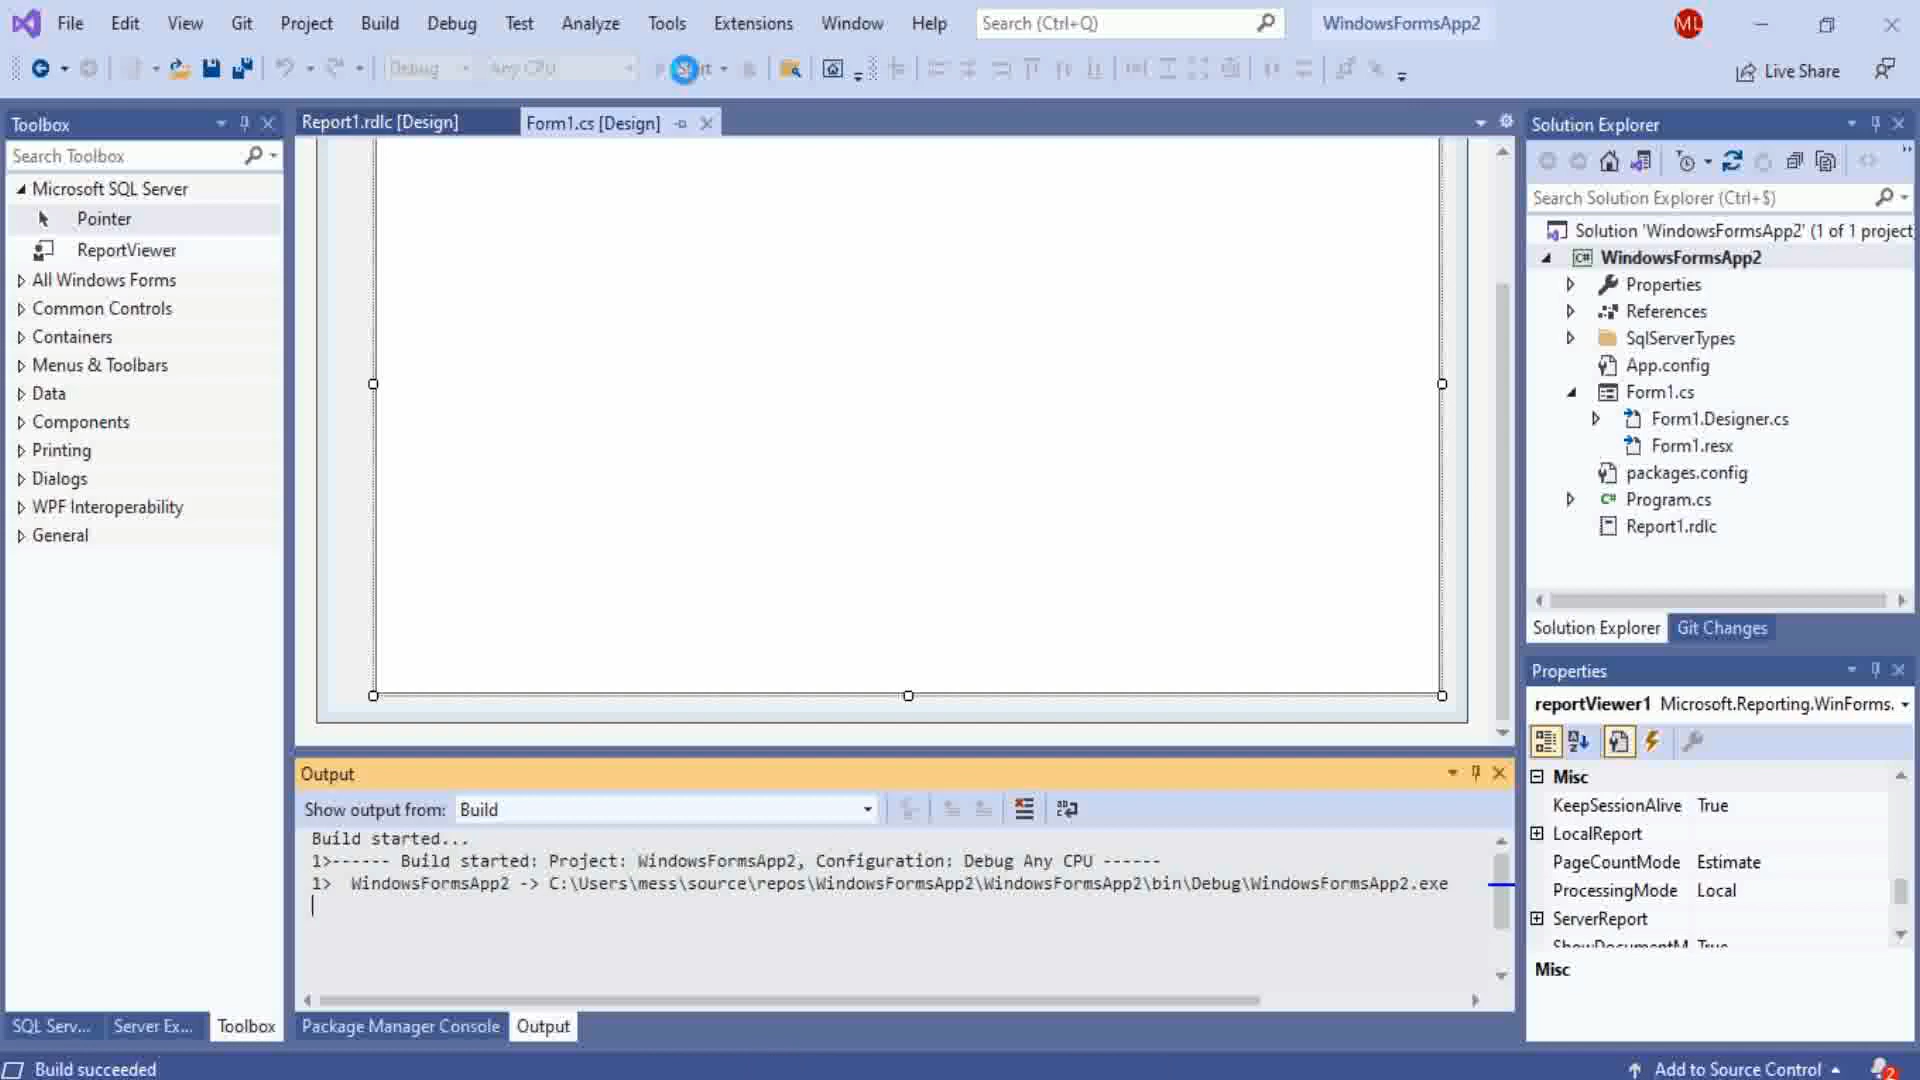 File Edit View Git Project Build Debug Test Analyze Tools Extensions Window Help Search (Ctrl+Q) WindowsFormsApp2 ML
Debug Any CPU Live Share
Toolbox
Search Toolbox
Microsoft SQL Server
Pointer
ReportViewer
All Windows Forms
Common Controls
Containers
Menus & Toolbars
Data
Components
Printing
Dialogs
WPF Interoperability
General
SQL Serv... Server Ex... Toolbox
Report1.rdlc [Design] Form1.cs [Design]
Output
Show output from: Build
Build started...
1>------ Build started: Project: WindowsFormsApp2, Configuration: Debug Any CPU ------
1> WindowsFormsApp2 -> C:\Users\mess\source\repos\WindowsFormsApp2\WindowsFormsApp2\bin\Debug\WindowsFormsApp2.exe
Package Manager Console Output
Solution Explorer
Search Solution Explorer (Ctrl+$)
Solution 'WindowsFormsApp2' (1 of 1 project
C# WindowsFormsApp2
Properties
References
SqlServerTypes
App.config
Form1.cs
Form1.Designer.cs
Form1.resx
packages.config
C# Program.cs
Report1.rdlc
Solution Explorer Git Changes
Properties
reportViewer1 Microsoft.Reporting.WinForms.
Misc
KeepSessionAlive True
LocalReport
PageCountMode Estimate
ProcessingMode Local
ServerReport
ShowDocumentM True
Misc
Build succeeded Add to Source Control 2